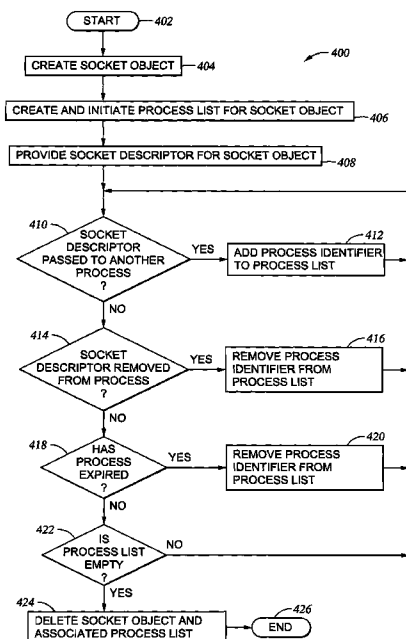 START
402
CREATE SOCKET OBJECT
404
400
CREATE AND INITIATE PROCESS LIST FOR SOCKET OBJECT
406
PROVIDE SOCKET DESCRIPTOR FOR SOCKET OBJECT
408
410
SOCKET
DESCRIPTOR
PASSED TO ANOTHER
PROCESS
?
YES
412
ADD PROCESS IDENTIFIER
TO PROCESS LIST
NO
414
SOCKET
DESCRIPTOR REMOVED
FROM PROCESS
?
YES
416
REMOVE PROCESS
IDENTIFIER FROM
PROCESS LIST
NO
418
HAS
PROCESS
EXPIRED
?
YES
420
REMOVE PROCESS
IDENTIFIER FROM
PROCESS LIST
NO
422
IS
PROCESS LIST
EMPTY
?
NO
YES
424
DELETE SOCKET OBJECT AND
ASSOCIATED PROCESS LIST
426
END